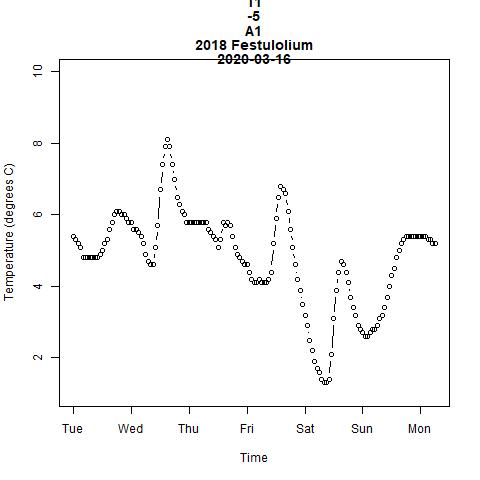 11
-5
A1
2018 Festulolium
2020-03-16
Temperature (degrees C)
10
8
6
4
2
Tue Wed Thu Fri Sat Sun Mon
Time